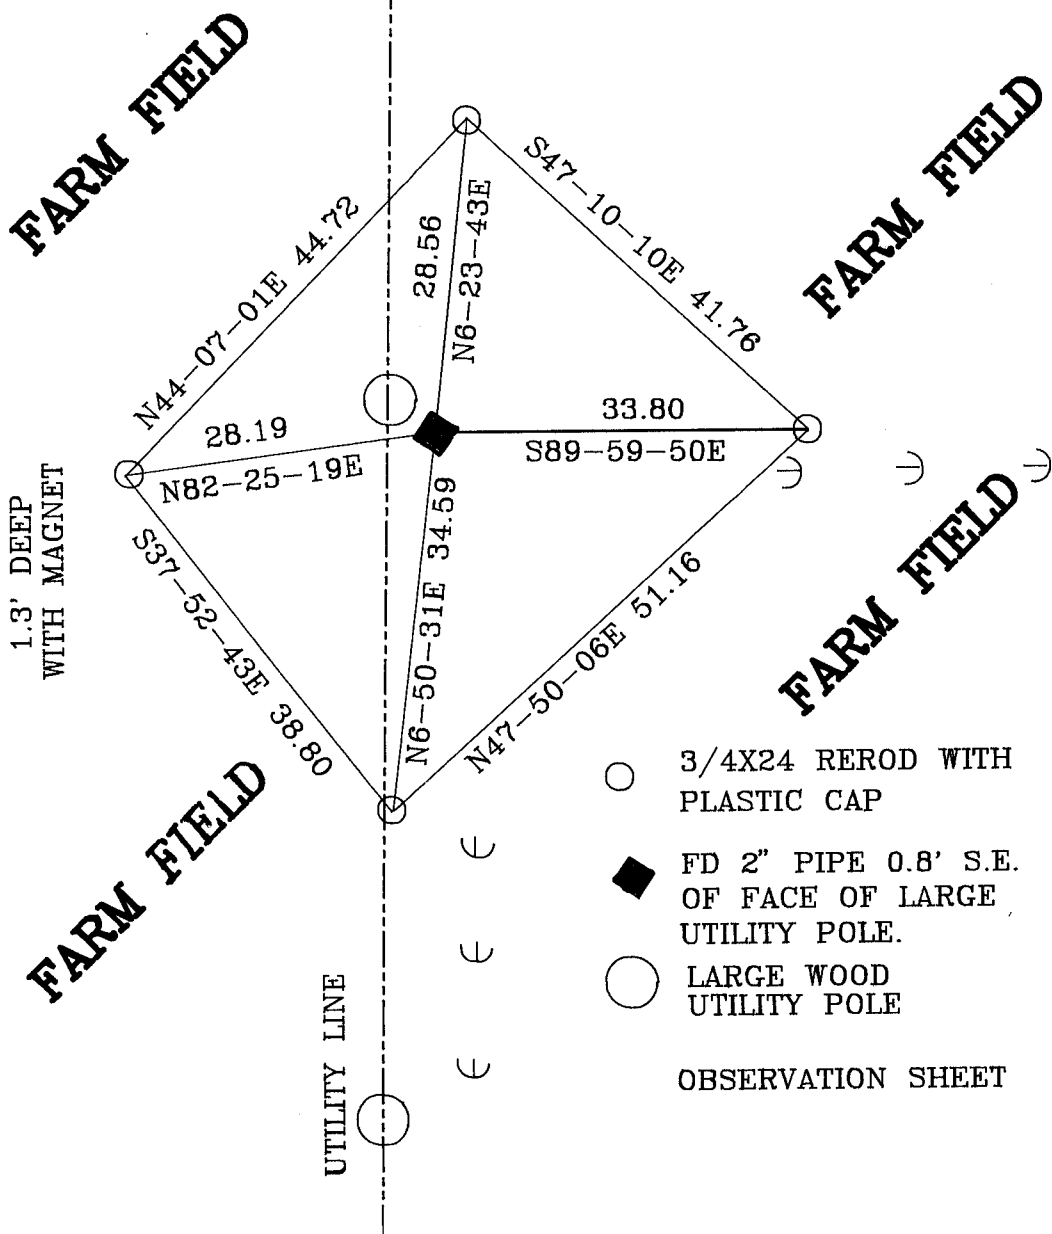 FARM FIELD
FARM FIELD
S47-10-10E 41.76
N44-07-01E 44.72
28.56
N6-23-43E
33.80
S89-59-50E
28.19
N82-25-19E
1.3' DEEP
WITH MAGNET
S37-52-43E 38.80
N6-50-31E 34.59
N47-50-06E 51.16
FARM FIELD
FARM FIELD
3/4X24 REROD WITH
PLASTIC CAP
FD 2" PIPE 0.8' S.E.
OF FACE OF LARGE
UTILITY POLE.
LARGE WOOD
UTILITY POLE
UTILITY LINE
OBSERVATION SHEET